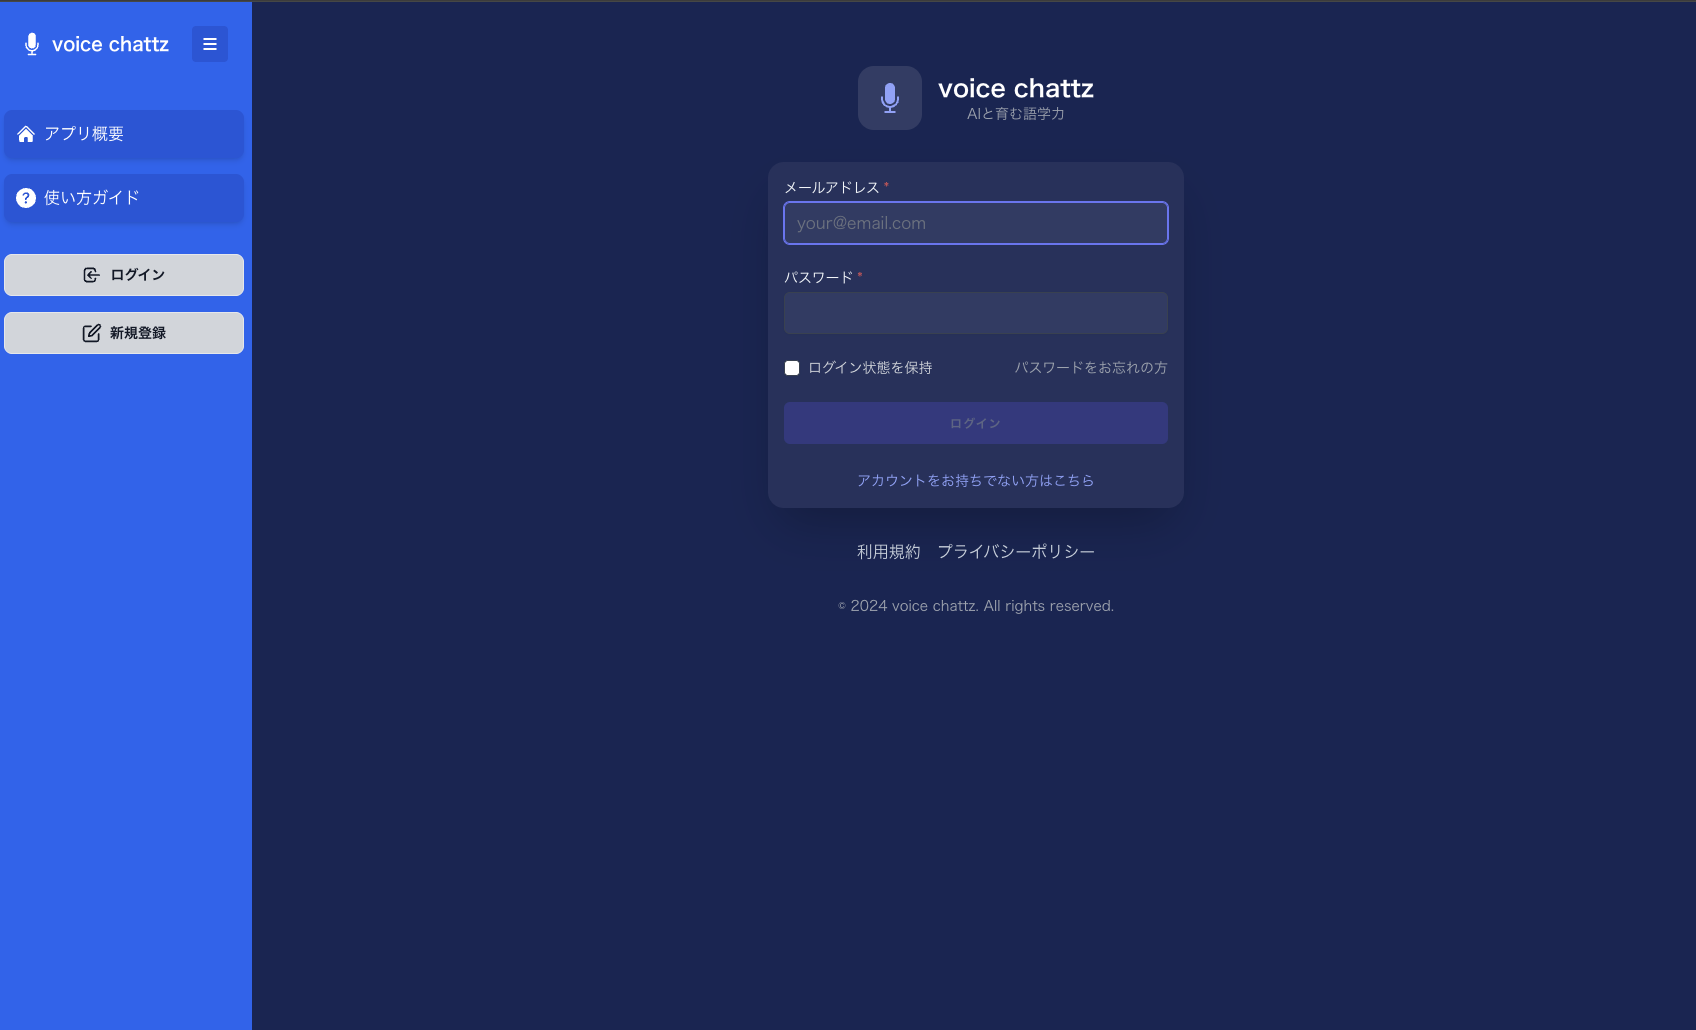 voice chattz
アプリ概要
使い方ガイド
ログイン
新規登録
voice chattz
AIと育む語学力
メールアドレス *
your@email.com
パスワード *
ログイン状態を保持 パスワードをお忘れの方
ログイン
アカウントをお持ちでない方はこちら
利用規約 プライバシーポリシー
© 2024 voice chattz. All rights reserved.